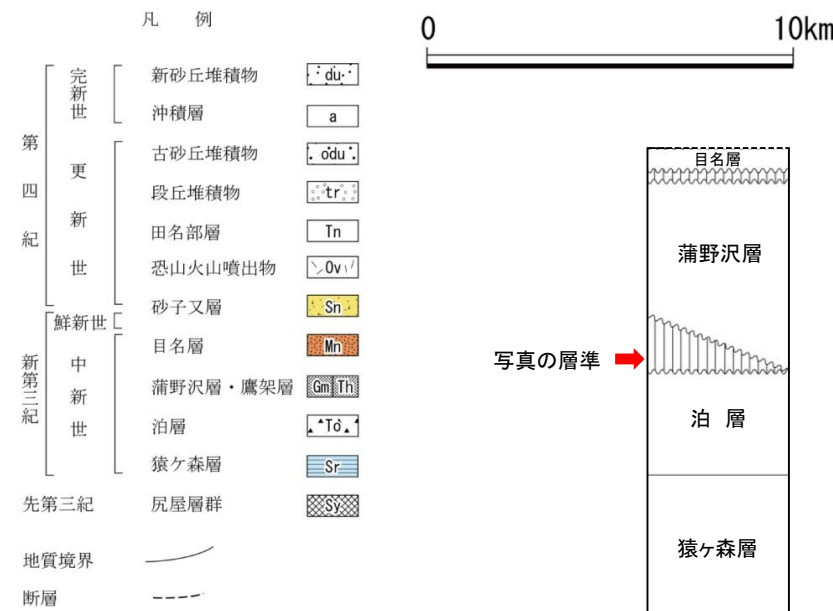 凡 例
第四紀
完新世
新砂丘堆積物 du
沖積層 a
更新世
古砂丘堆積物 odu
段丘堆積物 tr
田名部層 Tn
恐山火山噴出物 Ov
砂子又層 Sn
鮮新世
新第三紀
中新世
目名層 Mn
蒲野沢層・鷹架層 Gm Th
泊層 To
猿ケ森層 Sr
先第三紀 尻屋層群 Sy
地質境界
断層
0 10km
目名層
蒲野沢層
写真の層準
泊 層
猿ヶ森層